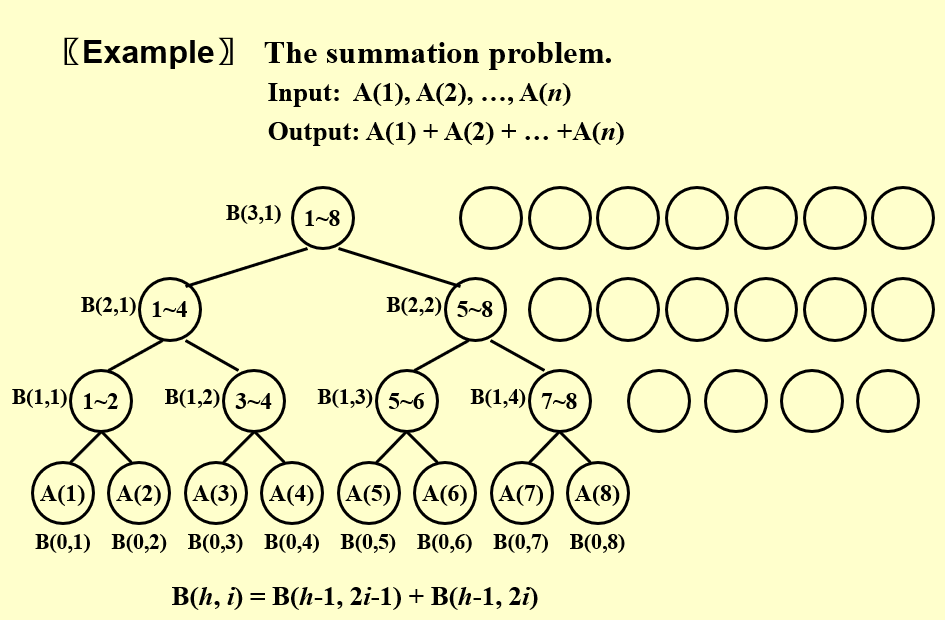 〖Example〗 The summation problem.
Input: A(1), A(2), …, A(n)
Output: A(1) + A(2) + … +A(n)
B(3,1) 1~8
B(2,1) 1~4 B(2,2) 5~8
B(1,1) 1~2 B(1,2) 3~4 B(1,3) 5~6 B(1,4) 7~8
A(1) A(2) A(3) A(4) A(5) A(6) A(7) A(8)
B(0,1) B(0,2) B(0,3) B(0,4) B(0,5) B(0,6) B(0,7) B(0,8)
B(h, i) = B(h-1, 2i-1) + B(h-1, 2i)